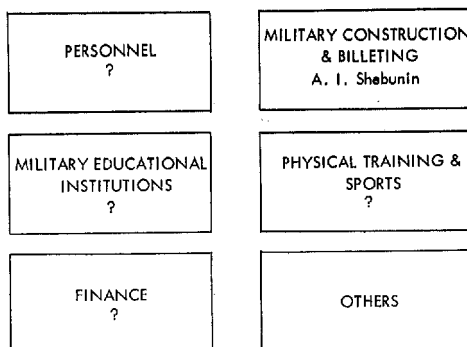 PERSONNEL
?
MILITARY CONSTRUCTION
& BILLETING
A. I. Shebunin
MILITARY EDUCATIONAL
INSTITUTIONS
?
PHYSICAL TRAINING &
SPORTS
?
FINANCE
?
OTHERS